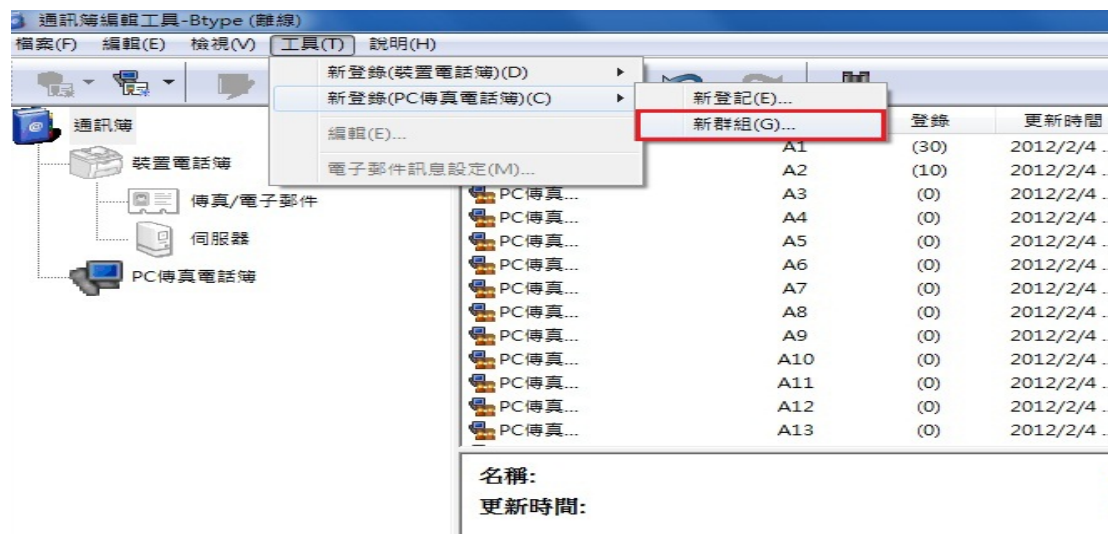 通訊簿編輯工具-Btype (離線)
檔案(F) 編輯(E) 檢視(V) 工具(T) 說明(H)
新登錄(裝置電話簿)(D)
新登錄(PC傳真電話簿)(C)
編輯(E)...
電子郵件訊息設定(M)...
新登記(E)...
新群組(G)...
通訊簿
裝置電話簿
傳真/電子郵件
伺服器
PC傳真電話簿
登錄 更新時間
A1 (30) 2012/2/4 ..
A2 (10) 2012/2/4 ..
PC傳真... A3 (0) 2012/2/4 ..
PC傳真... A4 (0) 2012/2/4 ..
PC傳真... A5 (0) 2012/2/4 ..
PC傳真... A6 (0) 2012/2/4 ..
PC傳真... A7 (0) 2012/2/4 ..
PC傳真... A8 (0) 2012/2/4 ..
PC傳真... A9 (0) 2012/2/4 ..
PC傳真... A10 (0) 2012/2/4 ..
PC傳真... A11 (0) 2012/2/4 ..
PC傳真... A12 (0) 2012/2/4 ..
PC傳真... A13 (0) 2012/2/4 ..
名稱:
更新時間: